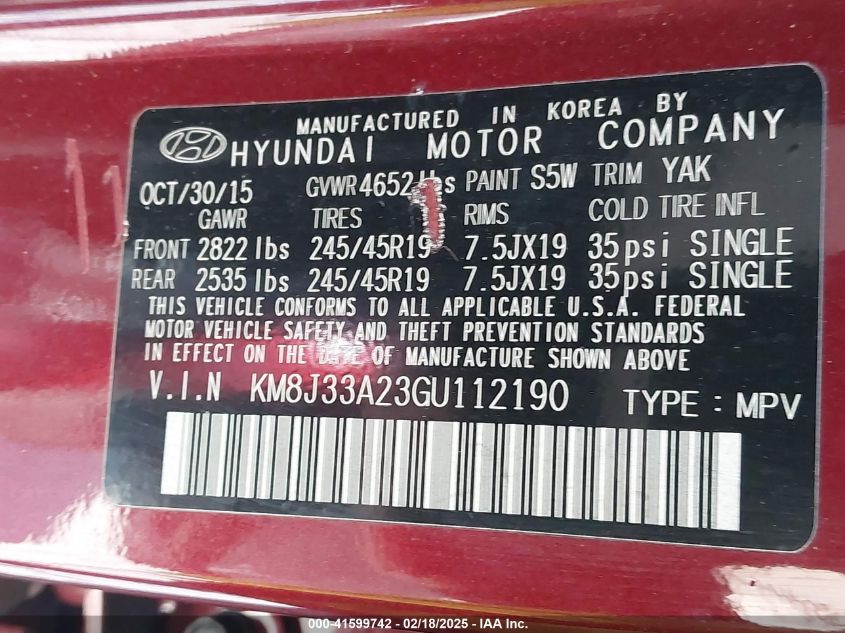 MANUFACTURED IN KOREA BY
HYUNDAI MOTOR COMPANY
OCT/30/15 GVWR 4652 lbs PAINT S5W TRIM YAK
GAWR TIRES RIMS COLD TIRE INFL
FRONT 2822 lbs 245/45R19 7.5JX19 35psi SINGLE
REAR 2535 lbs 245/45R19 7.5JX19 35psi SINGLE
THIS VEHICLE CONFORMS TO ALL APPLICABLE U.S.A. FEDERAL
MOTOR VEHICLE SAFETY AND THEFT PREVENTION STANDARDS
IN EFFECT ON THE DATE OF MANUFACTURE SHOWN ABOVE
V.I.N KM8J33A23GU112190 TYPE : MPV
000 - 41599742 - 02/18/2025 - IAA Inc.